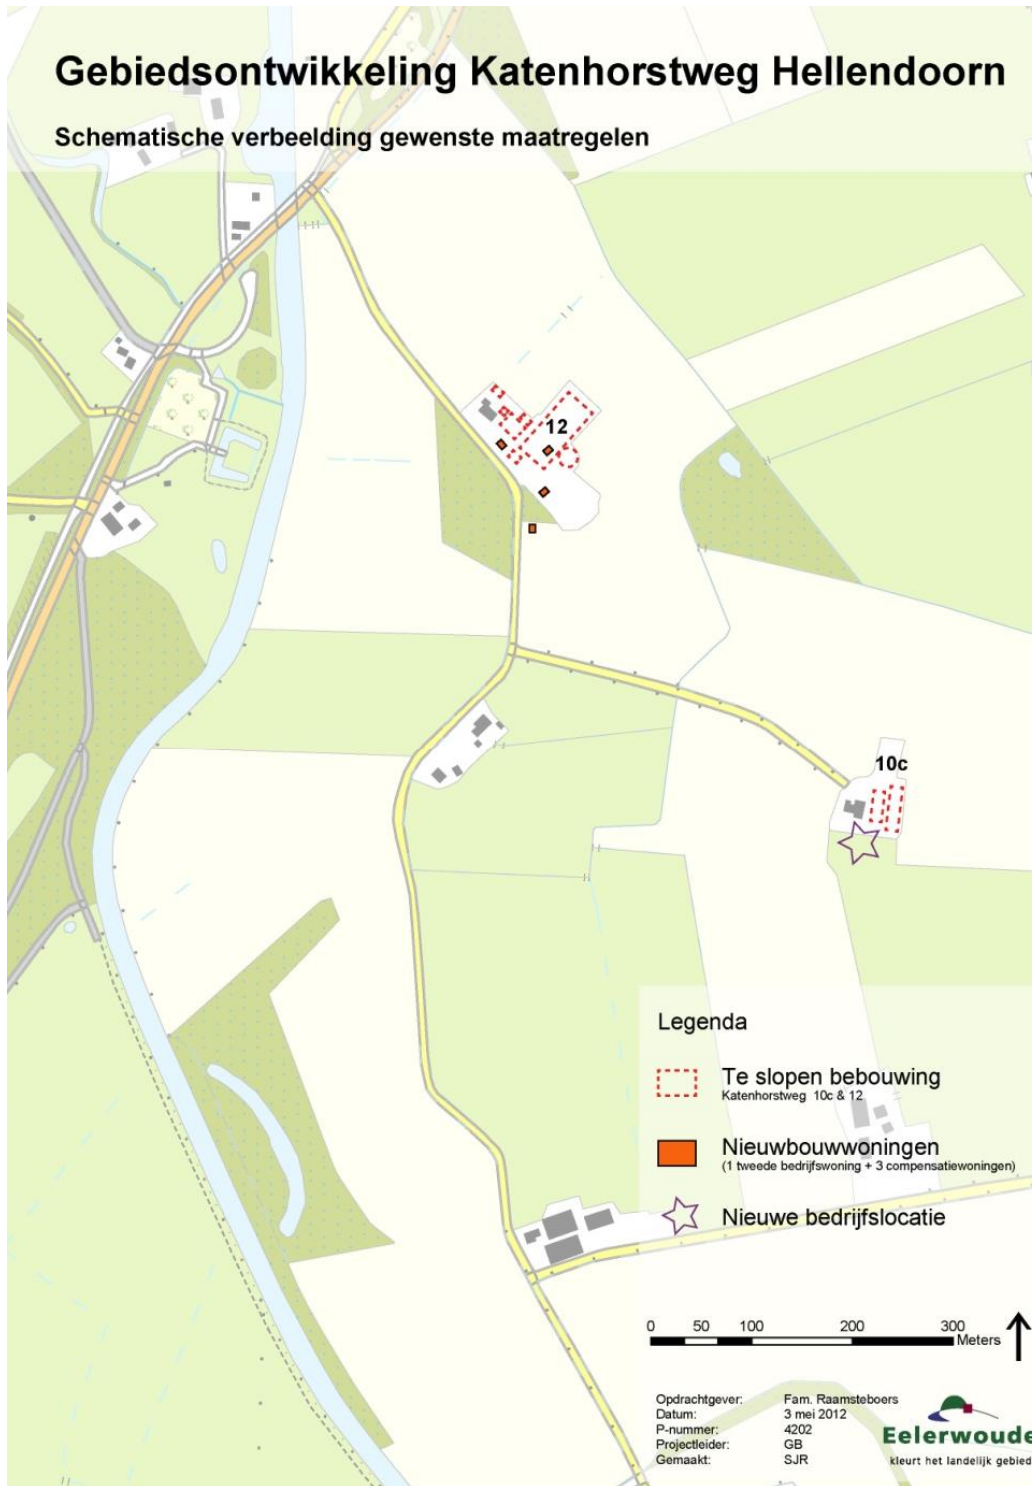 Gebiedsontwikkeling Katenhorstweg Hellendoorn
Schematische verbeelding gewenste maatregelen
12
10c
Legenda
Te slopen bebouwing
Katenhorstweg 10c & 12
Nieuwbouwwoningen
(1 tweede bedrijfswoning + 3 compensatiewoningen)
Nieuwe bedrijfslocatie
0 50 100 200 300
Meters
Opdrachtgever: Fam. Raamsteboers
Datum: 3 mei 2012
P-nummer: 4202
Projectleider: GB
Gemaakt: SJR
Eelerwoude
kleurt het landelijk gebied